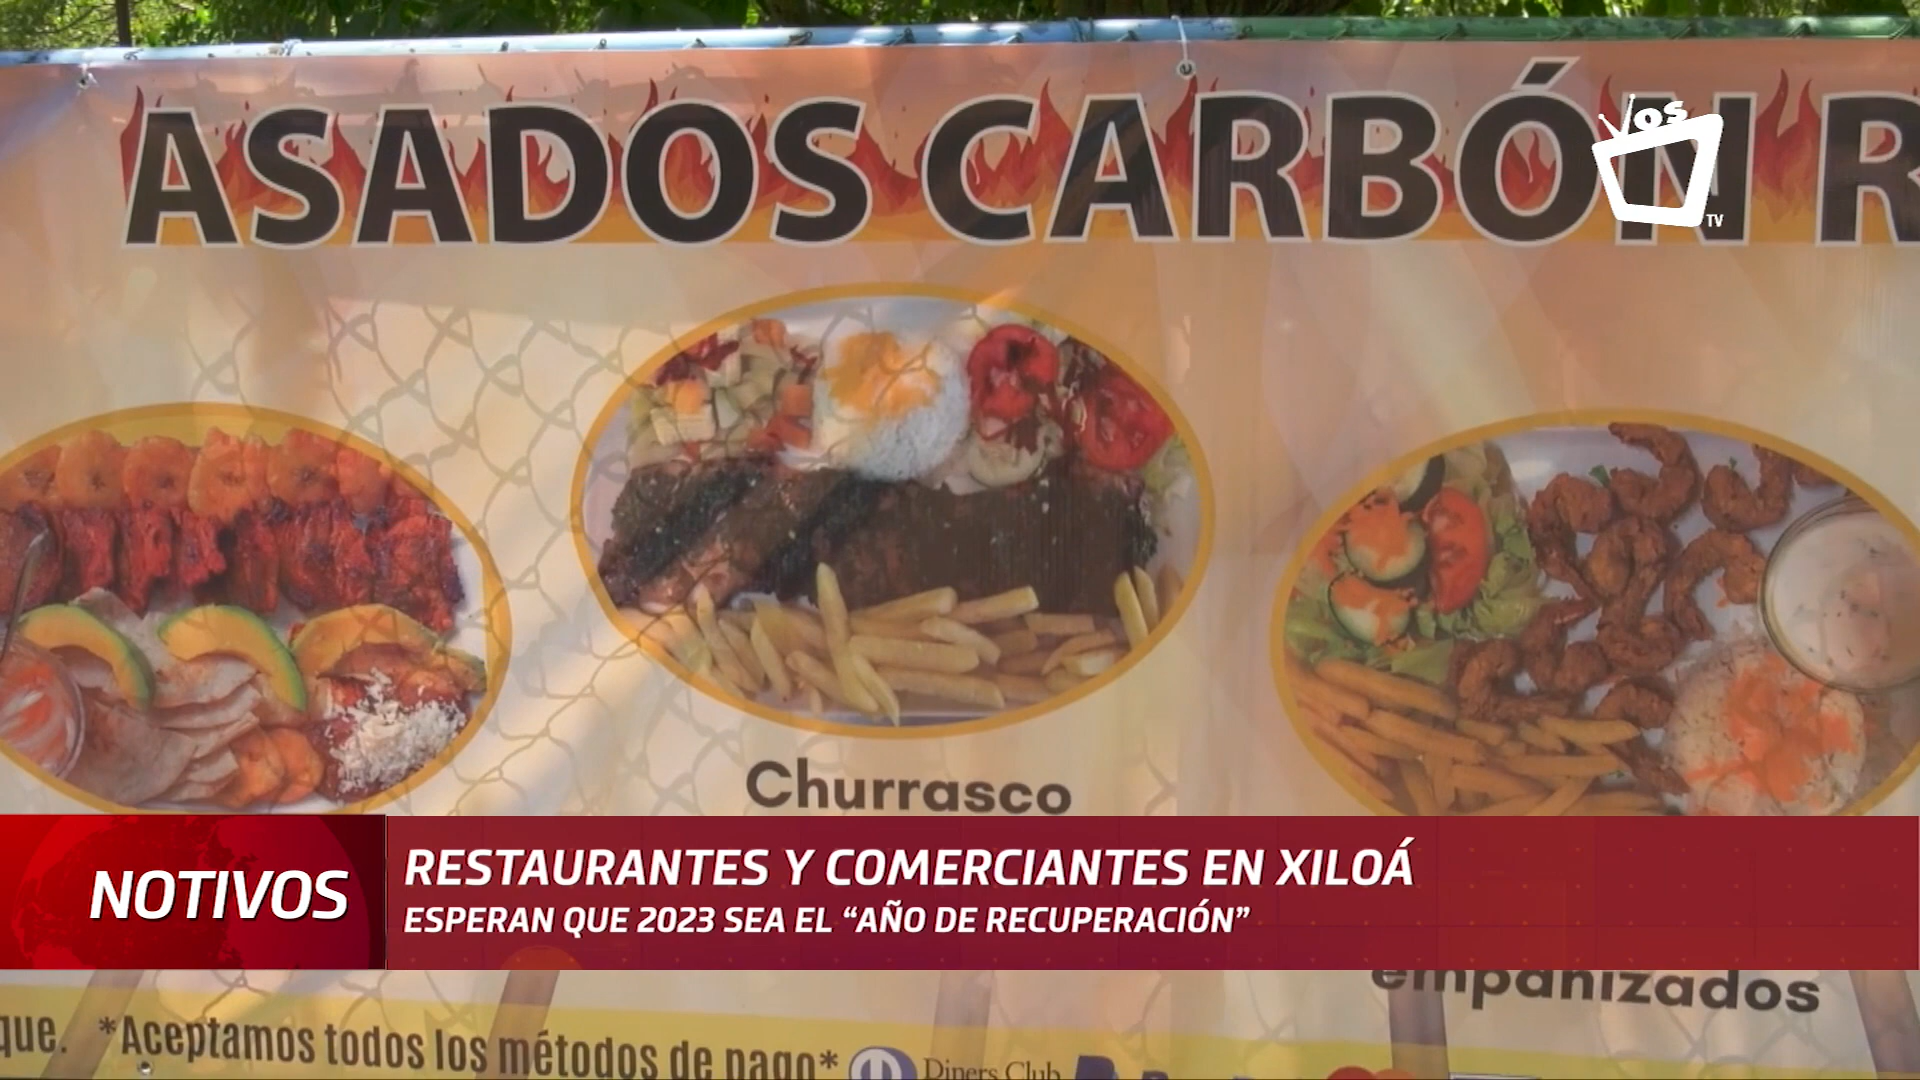 ASADOS CARBÓN R
OS
TV
Churrasco
NOTIVOS
RESTAURANTES Y COMERCIANTES EN XILOÁ
ESPERAN QUE 2023 SEA EL “AÑO DE RECUPERACIÓN”
empanizados
que. *Aceptamos todos los métodos de pago*
Diners Club